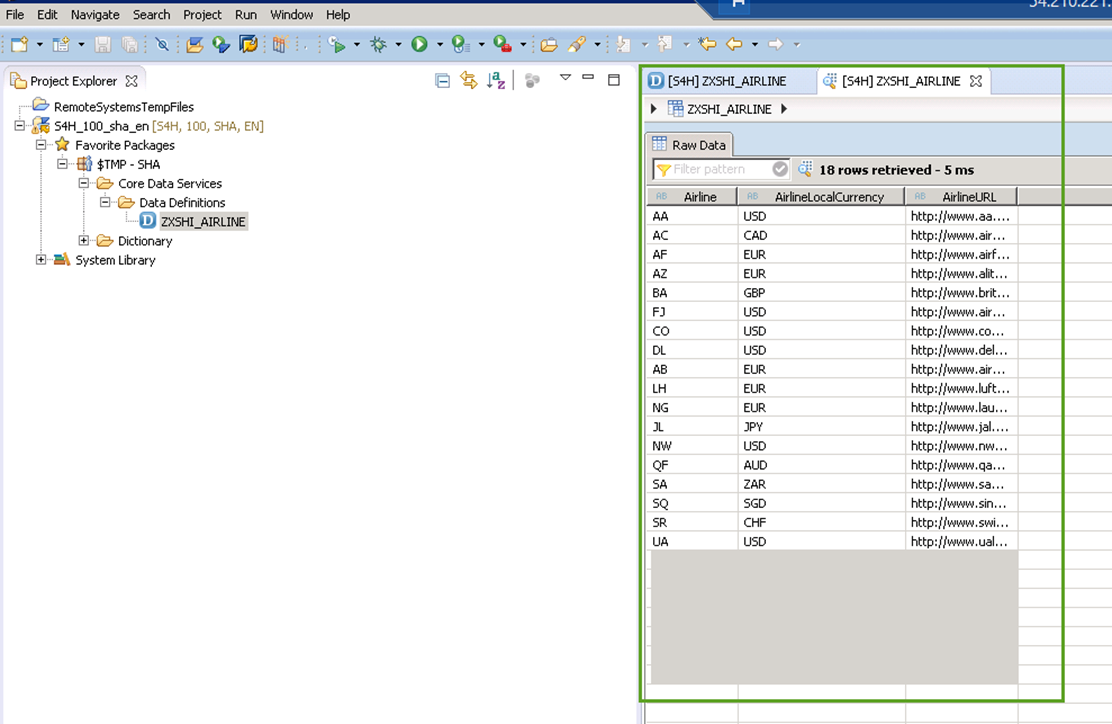 54.210.221.
File Edit Navigate Search Project Run Window Help
Project Explorer
RemoteSystemsTempFiles
S4H_100_sha_en [S4H, 100, SHA, EN]
Favorite Packages
$TMP - SHA
Core Data Services
Data Definitions
ZXSHI_AIRLINE
Dictionary
System Library
[S4H] ZXSHI_AIRLINE [S4H] ZXSHI_AIRLINE
ZXSHI_AIRLINE
Raw Data
Filter pattern 18 rows retrieved - 5 ms
Airline AirlineLocalCurrency AirlineURL
AA USD http://www.aa....
AC CAD http://www.air...
AF EUR http://www.airf...
AZ EUR http://www.alit...
BA GBP http://www.brit...
FJ USD http://www.air...
CO USD http://www.co...
DL USD http://www.del...
AB EUR http://www.air...
LH EUR http://www.luft...
NG EUR http://www.lau...
JL JPY http://www.jal....
NW USD http://www.nw...
QF AUD http://www.qa...
SA ZAR http://www.sa...
SQ SGD http://www.sin...
SR CHF http://www.swi...
UA USD http://www.ual...